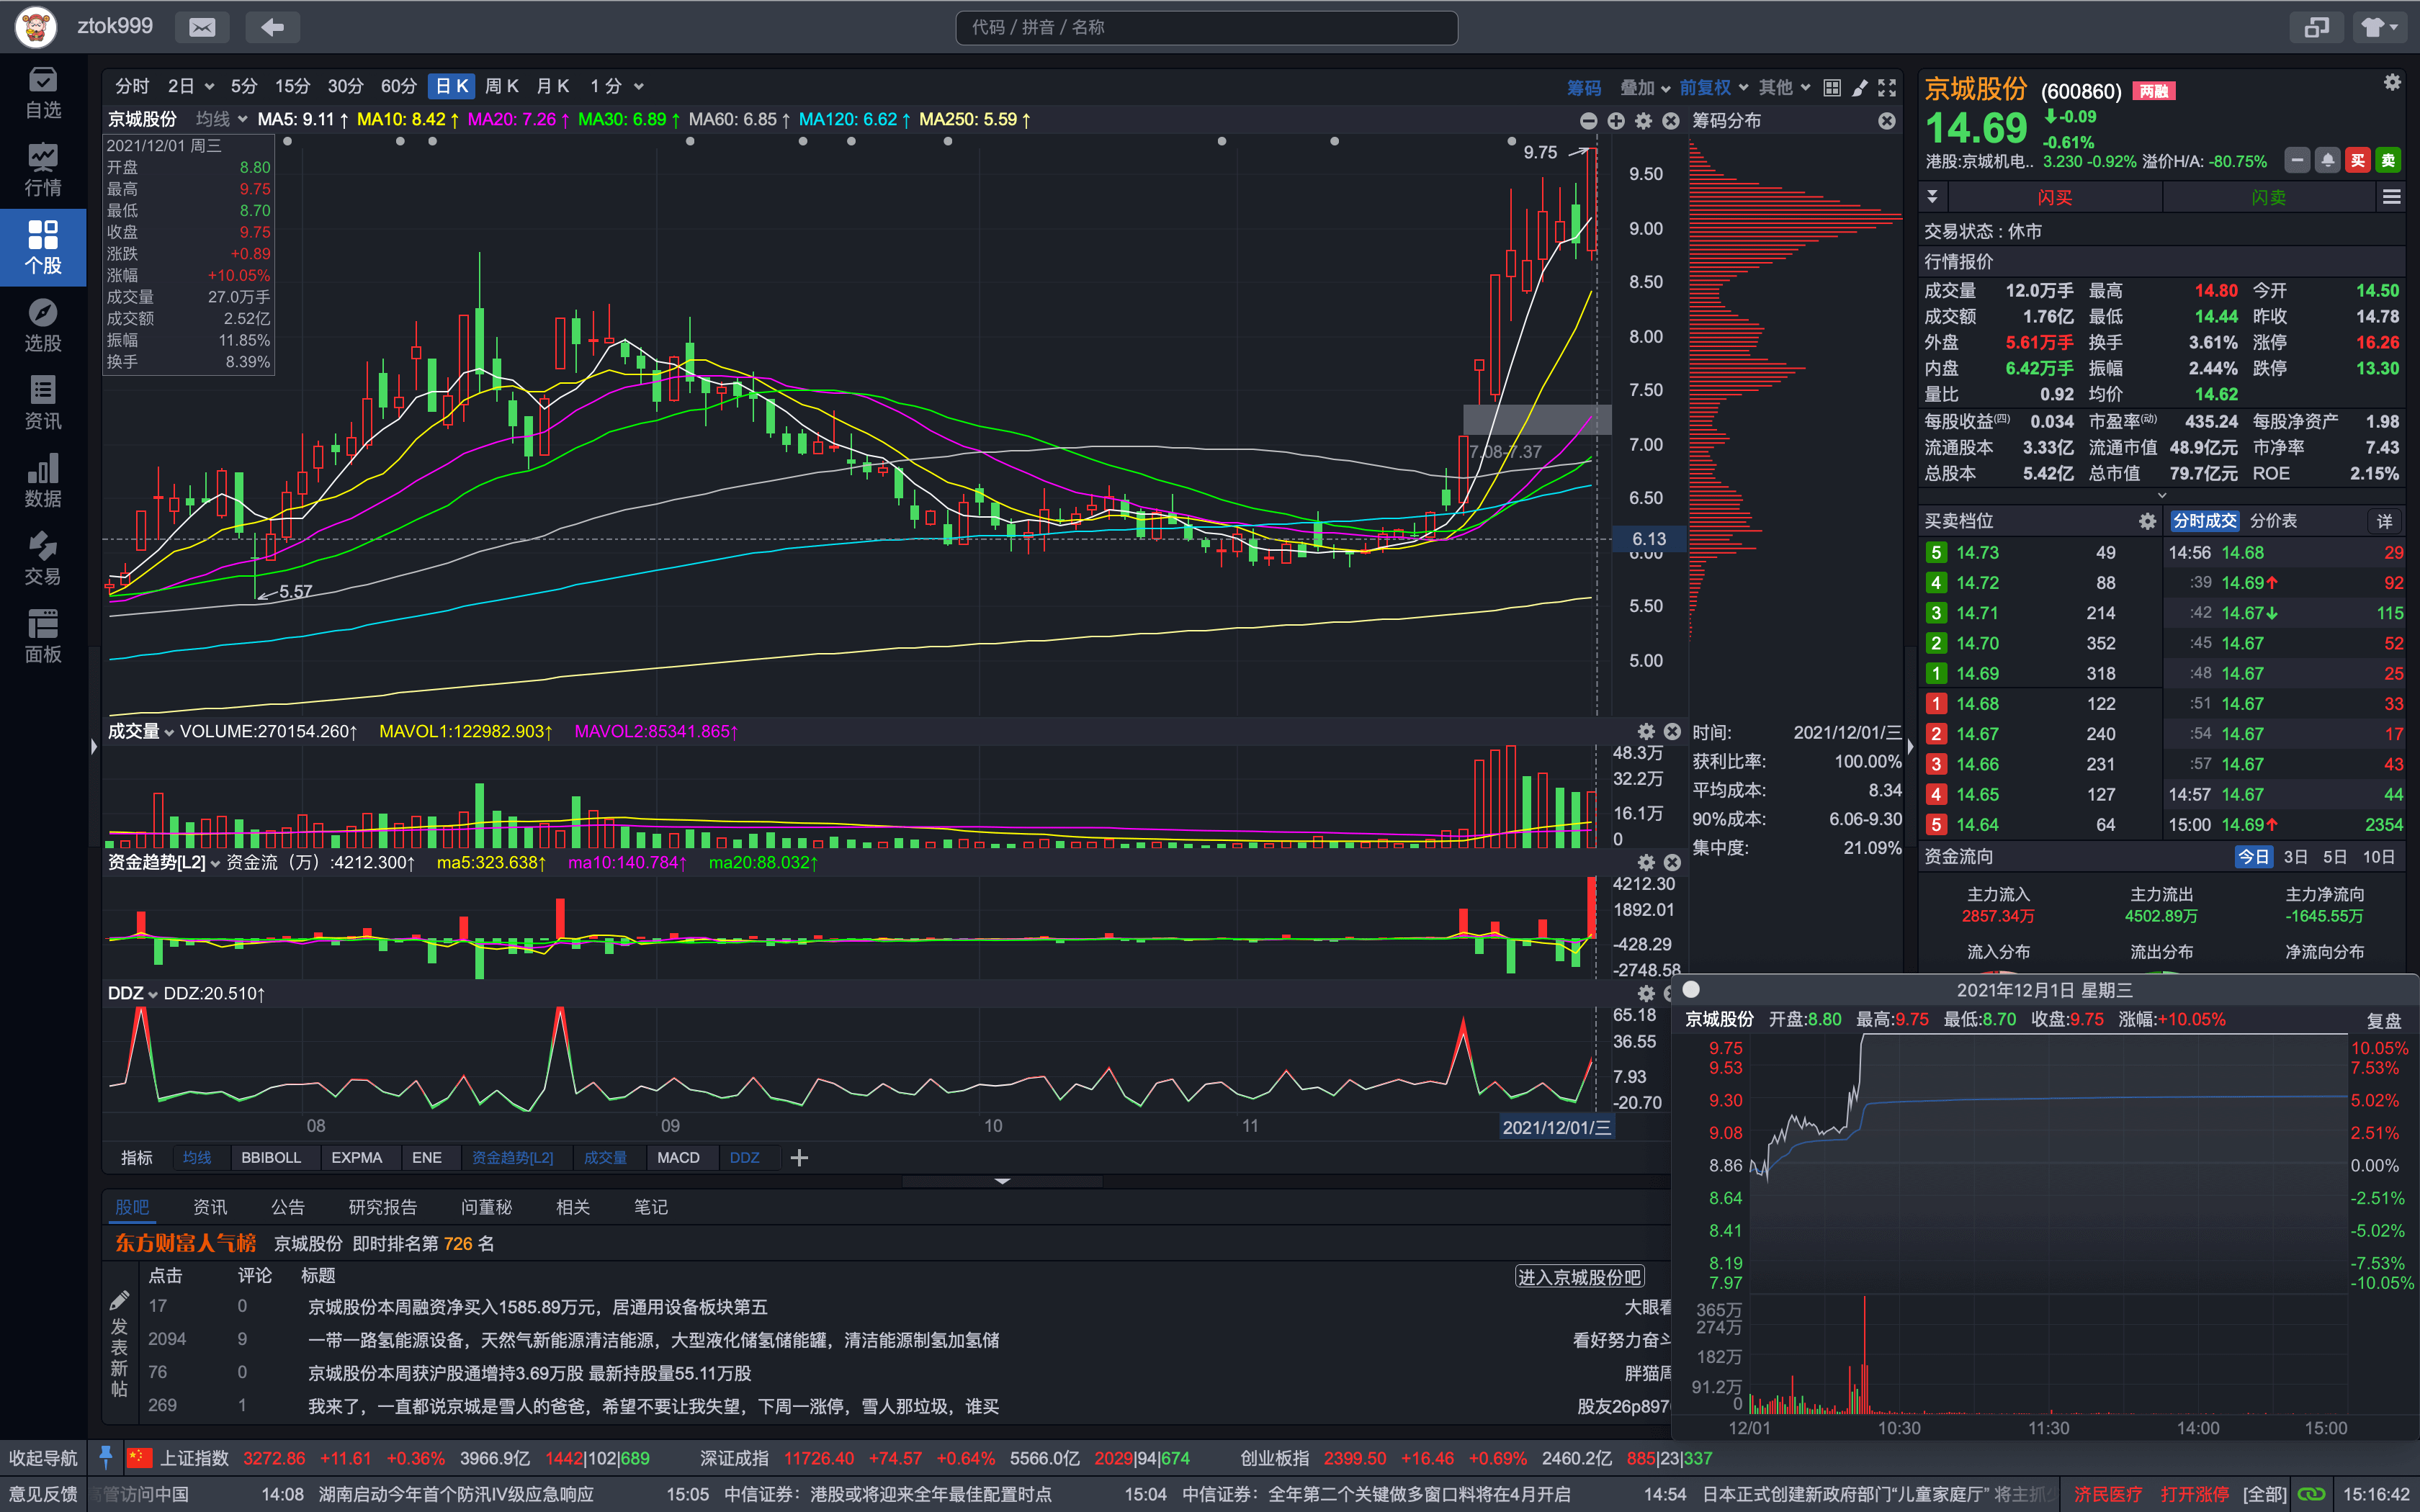 ztok999
代码 / 拼音 / 名称
自选
行情
个股
选股
资讯
数据
交易
面板
分时 2日 5分 15分 30分 60分 日K 周K 月K 1分
筹码 叠加 前复权 其他
京城股份 均线 MA5: 9.11↑ MA10: 8.42↑ MA20: 7.26↑ MA30: 6.89↑ MA60: 6.85↑ MA120: 6.62↑ MA250: 5.59↑
筹码分布
2021/12/01 周三
开盘 8.80
最高 9.75
最低 8.70
收盘 9.75
涨跌 +0.89
涨幅 +10.05%
成交量 27.0万手
成交额 2.52亿
振幅 11.85%
换手 8.39%
9.75
5.57
7.08-7.37
9.50
9.00
8.50
8.00
7.50
7.00
6.50
6.13
6.00
5.50
5.00
成交量 VOLUME:270154.260↑ MAVOL1:122982.903↑ MAVOL2:85341.865↑
48.3万
32.2万
16.1万
0
资金趋势[L2] 资金流（万）:4212.300↑ ma5:323.638↑ ma10:140.784↑ ma20:88.032↑
4212.30
1892.01
-428.29
-2748.58
DDZ DDZ:20.510↑
65.18
36.55
7.93
-20.70
08 09 10 11 2021/12/01/三
时间: 2021/12/01/三
获利比率: 100.00%
平均成本: 8.34
90%成本: 6.06-9.30
集中度: 21.09%
指标 均线 BBIBOLL EXPMA ENE 资金趋势[L2] 成交量 MACD DDZ
股吧 资讯 公告 研究报告 问董秘 相关 笔记
东方财富人气榜 京城股份 即时排名第 726 名
点击 评论 标题 进入京城股份吧
17 0 京城股份本周融资净买入1585.89万元，居通用设备板块第五 大眼看
2094 9 一带一路氢能源设备，天然气新能源清洁能源，大型液化储氢储能罐，清洁能源制氢加氢储 看好努力奋斗
76 0 京城股份本周获沪股通增持3.69万股 最新持股量55.11万股 胖猫周
269 1 我来了，一直都说京城是雪人的爸爸，希望不要让我失望，下周一涨停，雪人那垃圾，谁买 股友26p897
发表新帖
京城股份 (600860) 两融
14.69 -0.09
-0.61%
港股:京城机电.. 3.230 -0.92% 溢价H/A: -80.75% 买 卖
闪买 闪卖
交易状态 : 休市
行情报价
成交量 12.0万手 最高 14.80 今开 14.50
成交额 1.76亿 最低 14.44 昨收 14.78
外盘 5.61万手 换手 3.61% 涨停 16.26
内盘 6.42万手 振幅 2.44% 跌停 13.30
量比 0.92 均价 14.62
每股收益(四) 0.034 市盈率(动) 435.24 每股净资产 1.98
流通股本 3.33亿 流通市值 48.9亿元 市净率 7.43
总股本 5.42亿 总市值 79.7亿元 ROE 2.15%
买卖档位 分时成交 分价表 详
5 14.73 49 14:56 14.68 29
4 14.72 88 :39 14.69↑ 92
3 14.71 214 :42 14.67↓ 115
2 14.70 352 :45 14.67 52
1 14.69 318 :48 14.67 25
1 14.68 122 :51 14.67 33
2 14.67 240 :54 14.67 17
3 14.66 231 :57 14.67 43
4 14.65 127 14:57 14.67 44
5 14.64 64 15:00 14.69↑ 2354
资金流向 今日 3日 5日 10日
主力流入 主力流出 主力净流向
2857.34万 4502.89万 -1645.55万
流入分布 流出分布 净流向分布
2021年12月1日 星期三
京城股份 开盘:8.80 最高:9.75 最低:8.70 收盘:9.75 涨幅:+10.05% 复盘
9.75 10.05%
9.53 7.53%
9.30 5.02%
9.08 2.51%
8.86 0.00%
8.64 -2.51%
8.41 -5.02%
8.19 -7.53%
7.97 -10.05%
365万
274万
182万
91.2万
0
12/01 10:30 11:30 14:00 15:00
收起导航 上证指数 3272.86 +11.61 +0.36% 3966.9亿 1442|102|689 深证成指 11726.40 +74.57 +0.64% 5566.0亿 2029|94|674 创业板指 2399.50 +16.46 +0.69% 2460.2亿 885|23|337
意见反馈 高管访问中国 14:08 湖南启动今年首个防汛IV级应急响应 15:05 中信证券：港股或将迎来全年最佳配置时点 15:04 中信证券：全年第二个关键做多窗口料将在4月开启 14:54 日本正式创建新政府部门“儿童家庭厅” 将主抓 济民医疗 打开涨停 [全部] 15:16:42